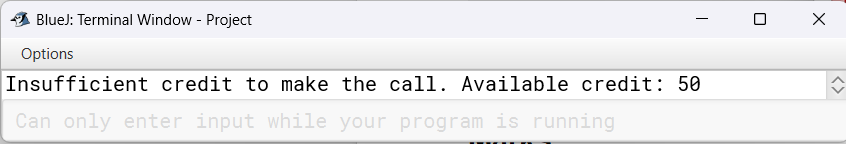 BlueJ: Terminal Window - Project
Options
Insufficient credit to make the call. Available credit: 50
Can only enter input while your program is running